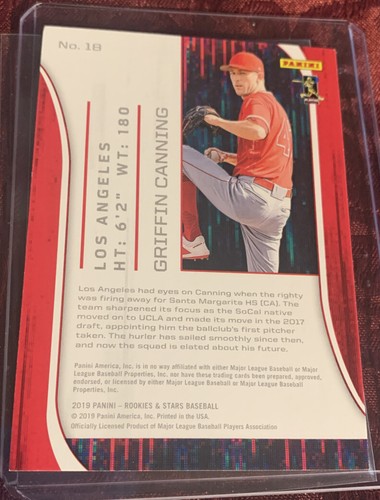 No. 18
PANINI
LOS ANGELES
HT: 6'2" WT: 180
GRIFFIN CANNING
Los Angeles had eyes on Canning when the righty
was firing away for Santa Margarita HS (CA). The
team sharpened its focus as the SoCal native
moved on to UCLA and made its move in the 2017
draft, appointing him the ballclub's first pitcher
taken. The hurler has sailed smoothly since then,
and now the squad is elated about his future.
Panini America, Inc. is in no way affiliated with either Major League Baseball or Major
League Baseball Properties, Inc. nor have these trading cards been prepared, approved,
endorsed, or licensed by either Major League Baseball or Major League Baseball
Properties, Inc.
2019 PANINI – ROOKIES & STARS BASEBALL
© 2019 Panini America, Inc. Printed in the USA.
Officially Licensed Product of Major League Baseball Players Association